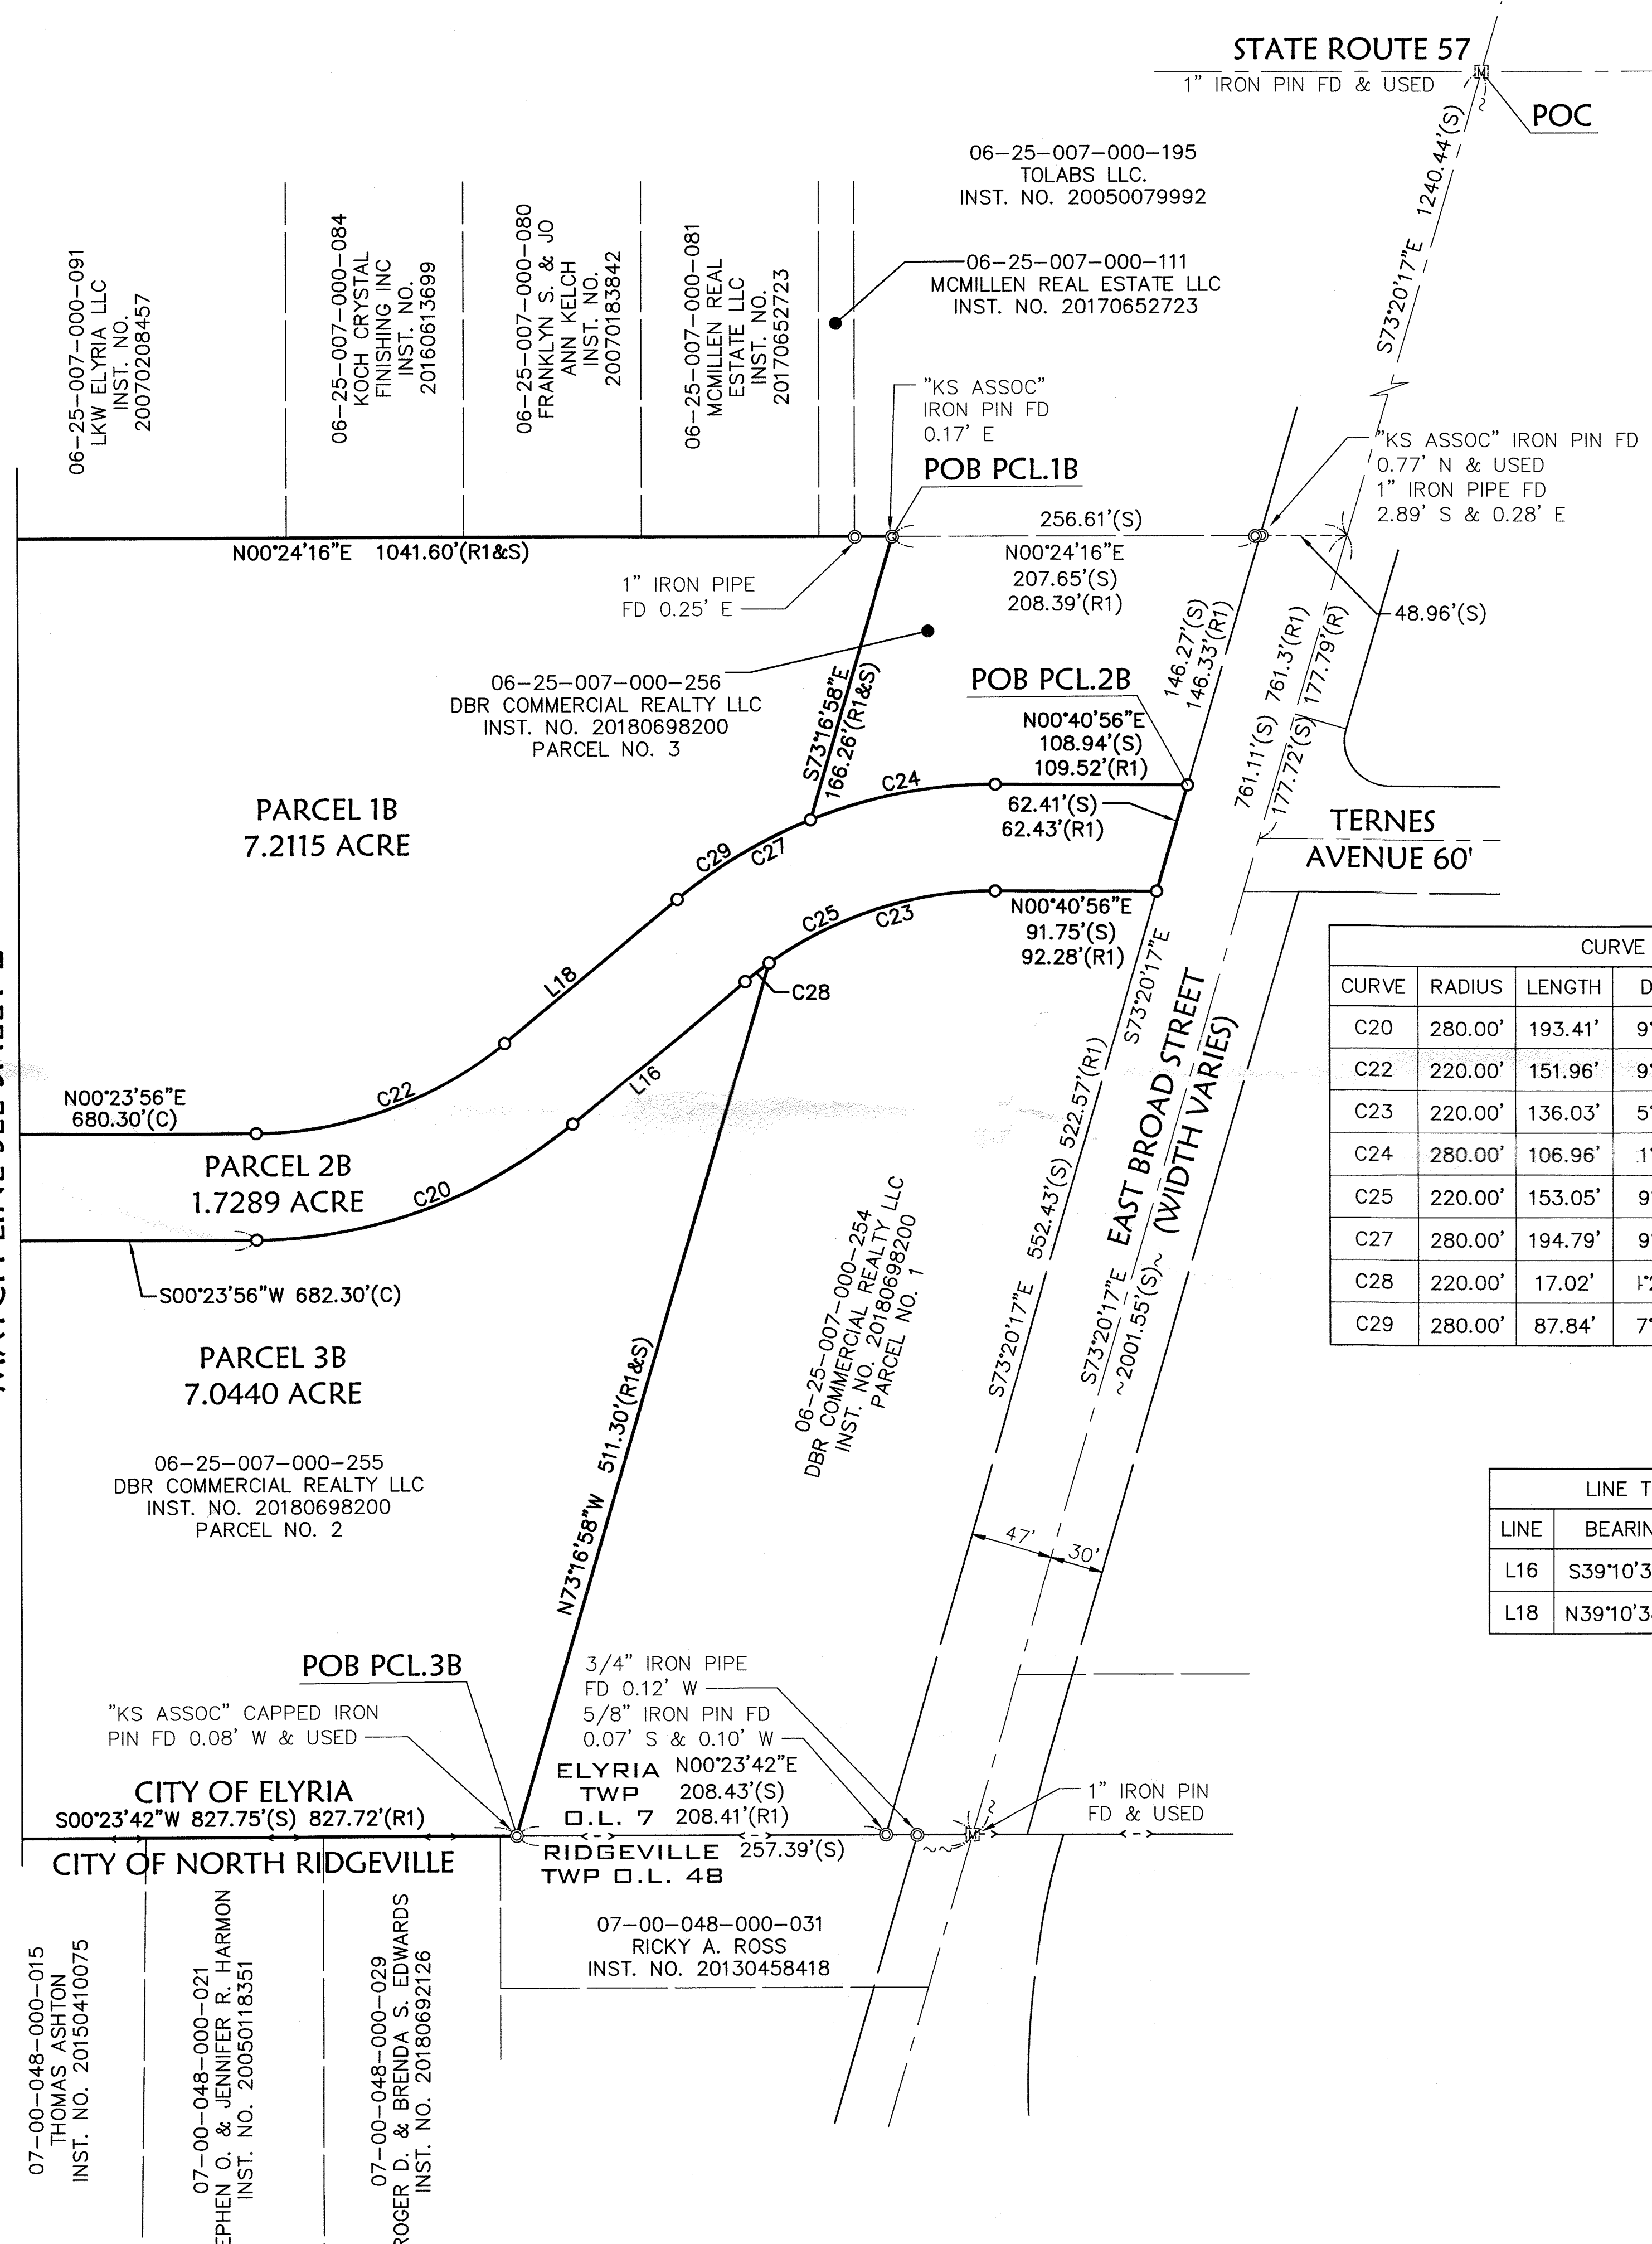 STATE ROUTE 57
1" IRON PIN FD & USED
POC
S73°20'17"E 1240.44'(S)
06-25-007-000-195
TOLABS LLC.
INST. NO. 20050079992
06-25-007-000-111
MCMILLEN REAL ESTATE LLC
INST. NO. 20170652723
06-25-007-000-091
LKW ELYRIA LLC
INST. NO.
20070208457
06-25-007-000-084
KOCH CRYSTAL
FINISHING INC
INST. NO.
20160613699
06-25-007-000-080
FRANKLYN S. & JO
ANN KELCH
INST. NO.
20070183842
06-25-007-000-081
MCMILLEN REAL
ESTATE LLC
INST. NO.
20170652723
"KS ASSOC"
IRON PIN FD
0.17' E
POB PCL.1B
"KS ASSOC" IRON PIN FD
0.77' N & USED
1" IRON PIPE FD
2.89' S & 0.28' E
256.61'(S)
N00°24'16"E
207.65'(S)
208.39'(R1)
N00°24'16"E 1041.60'(R1&S)
1" IRON PIPE
FD 0.25' E
48.96'(S)
146.27'(S)
146.33'(R1)
761.11'(S) 761.3'(R1)
177.72'(S) 177.79'(R)
06-25-007-000-256
DBR COMMERCIAL REALTY LLC
INST. NO. 20180698200
PARCEL NO. 3
S73°16'58"E
166.26'(R1&S)
POB PCL.2B
N00°40'56"E
108.94'(S)
109.52'(R1)
C24
62.41'(S)
62.43'(R1)
PARCEL 1B
7.2115 ACRE
TERNES
AVENUE 60'
C29
C27
C25
C23
N00°40'56"E
91.75'(S)
92.28'(R1)
C28
L18
L16
C22
C20
N00°23'56"E
680.30'(C)
PARCEL 2B
1.7289 ACRE
S00°23'56"W 682.30'(C)
PARCEL 3B
7.0440 ACRE
06-25-007-000-255
DBR COMMERCIAL REALTY LLC
INST. NO. 20180698200
PARCEL NO. 2
N73°16'58"W 511.30'(R1&S)
06-25-007-000-254
DBR COMMERCIAL REALTY LLC
INST. NO. 20180698200
PARCEL NO. 1
S73°20'17"E 552.43'(S) 522.57'(R1)
S73°20'17"E
EAST BROAD STREET
(WIDTH VARIES)
S73°20'17"E
~2001.55'(S)~
47'
30'
CURVE
CURVE RADIUS LENGTH D
C20 280.00' 193.41' 9°
C22 220.00' 151.96' 9°
C23 220.00' 136.03' 5°
C24 280.00' 106.96' 1°
C25 220.00' 153.05' 9°
C27 280.00' 194.79' 9°
C28 220.00' 17.02'
C29 280.00' 87.84' 7°
LINE T
LINE BEARIN
L16 S39°10'3
L18 N39°10'3
POB PCL.3B
"KS ASSOC" CAPPED IRON
PIN FD 0.08' W & USED
3/4" IRON PIPE
FD 0.12' W
5/8" IRON PIN FD
0.07' S & 0.10' W
CITY OF ELYRIA
S00°23'42"W 827.75'(S) 827.72'(R1)
CITY OF NORTH RIDGEVILLE
ELYRIA
TWP
O.L. 7
N00°23'42"E
208.43'(S)
208.41'(R1)
RIDGEVILLE
TWP O.L. 48
257.39'(S)
1" IRON PIN
FD & USED
07-00-048-000-031
RICKY A. ROSS
INST. NO. 20130458418
07-00-048-000-015
THOMAS ASHTON
INST. NO. 20150410075
07-00-048-000-021
EPHEN O. & JENNIFER R. HARMON
INST. NO. 20050118351
07-00-048-000-029
ROGER D. & BRENDA S. EDWARDS
INST. NO. 20180692126